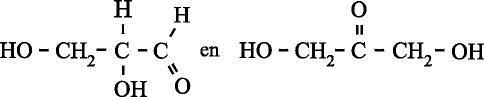 H H O
HO – CH₂ – C – C en HO – CH₂ – C – CH₂ – OH
OH O